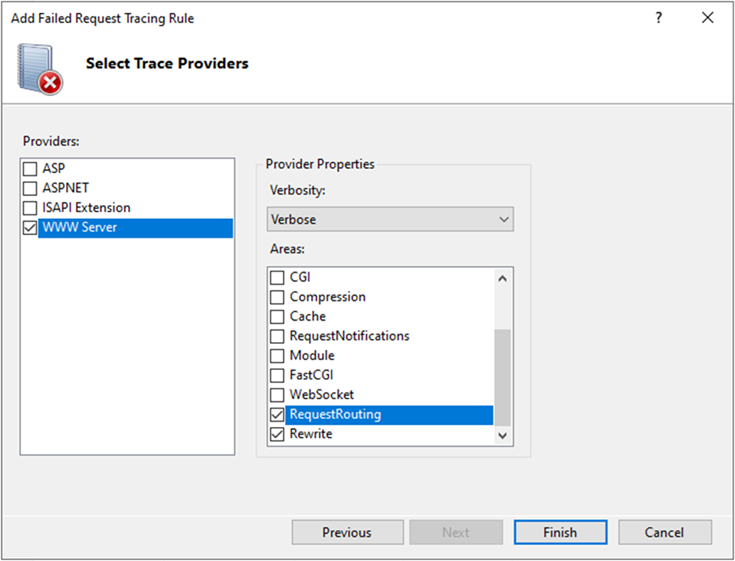 Add Failed Request Tracing Rule
?
Select Trace Providers
Providers:
ASP
ASPNET
ISAPI Extension
WWW Server
Provider Properties
Verbosity:
Verbose
Areas:
CGI
Compression
Cache
RequestNotifications
Module
FastCGI
WebSocket
RequestRouting
Rewrite
Previous
Next
Finish
Cancel